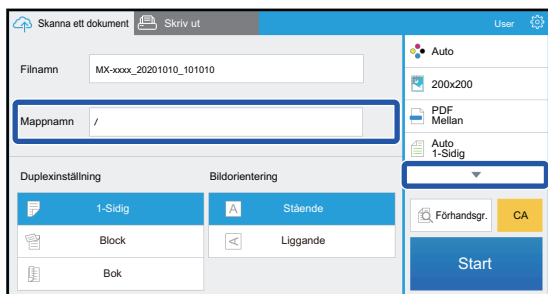 Skanna ett dokument
Skriv ut
User
Filnamn
MX-xxxx_20201010_101010
Mappnamn
/
Duplexinställning
Bildorientering
1-Sidig
Block
Bok
A
Stående
A
Liggande
Auto
200x200
PDF
Mellan
Auto
1-Sidig
Förhandsgr.
CA
Start